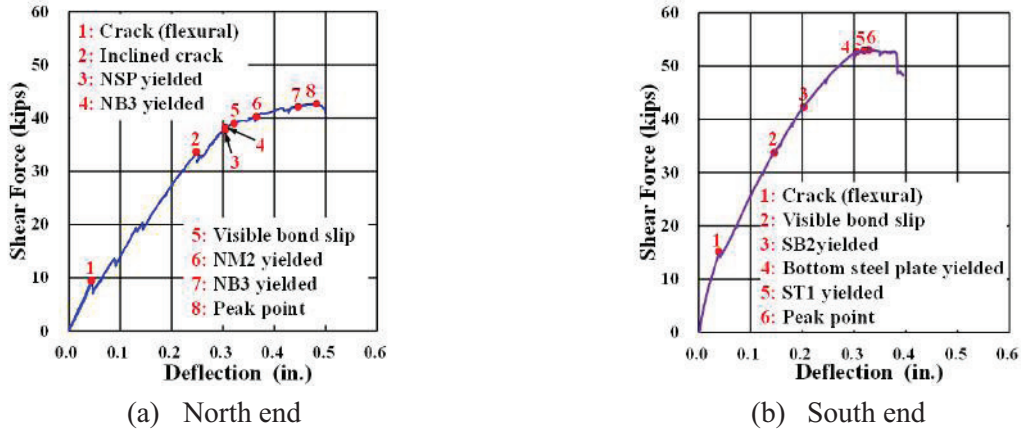 60
50
40
30
20
10
0
Shear Force (kips)
1: Crack (flexural)
2: Inclined crack
3: NSP yielded
4: NB3 yielded
1
2
3
4
5
6
7
8
5: Visible bond slip
6: NM2 yielded
7: NB3 yielded
8: Peak point
0.0 0.1 0.2 0.3 0.4 0.5 0.6
Deflection (in.)
(a) North end
60
50
40
30
20
10
0
Shear Force (kips)
1
2
3
4 56
1: Crack (flexural)
2: Visible bond slip
3: SB2yielded
4: Bottom steel plate yielded
5: ST1 yielded
6: Peak point
0.0 0.1 0.2 0.3 0.4 0.5 0.6
Deflection (in.)
(b) South end